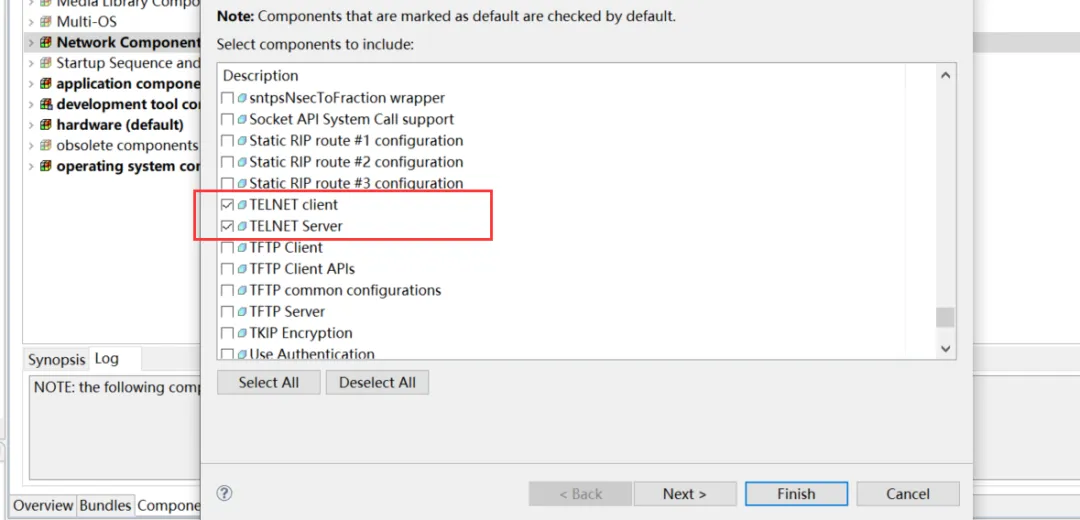 Media Library Compo
Multi-OS
Network Component
Startup Sequence and
application compone
development tool co
hardware (default)
obsolete components
operating system cor
Synopsis
Log
NOTE: the following comp
Overview
Bundles
Compone
Note: Components that are marked as default are checked by default.
Select components to include:
Description
sntpsNsecToFraction wrapper
Socket API System Call support
Static RIP route #1 configuration
Static RIP route #2 configuration
Static RIP route #3 configuration
TELNET client
TELNET Server
TFTP Client
TFTP Client APIs
TFTP common configurations
TFTP Server
TKIP Encryption
Use Authentication
Select All
Deselect All
< Back
Next >
Finish
Cancel